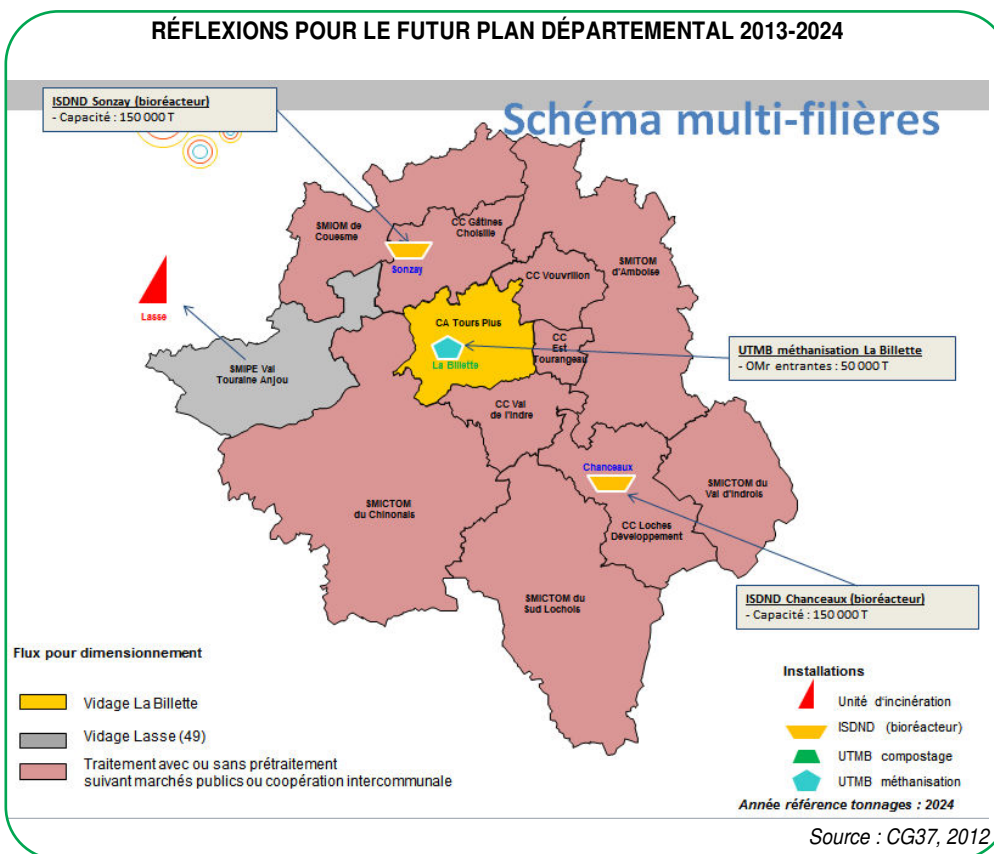 RÉFLEXIONS POUR LE FUTUR PLAN DÉPARTEMENTAL 2013-2024
ISDND Sonzay (bioréacteur)
- Capacité : 150 000 T
Schéma multi-filières
SMIOM de
Couesme
CC Gâtines
Choisille
Sonzay
CC Vouvrillon
SMITOM
d'Amboise
Lasse
CA Tours Plus
La Billette
CC
Est
Tourangeau
UTMB méthanisation La Billette
- OMr entrantes : 50 000 T
SMIPE Val
Touraine Anjou
CC Val
de l'Indre
Chanceaux
SMICTOM
du Chinonais
SMICTOM du
Val d'Indrois
CC Loches
Développement
SMICTOM du
Sud Lochois
ISDND Chanceaux (bioréacteur)
- Capacité : 150 000 T
Flux pour dimensionnement
Vidage La Billette
Vidage Lasse (49)
Traitement avec ou sans prétraitement
suivant marchés publics ou coopération intercommunale
Installations
Unité d'incinération
ISDND (bioréacteur)
UTMB compostage
UTMB méthanisation
Année référence tonnages : 2024
Source : CG37, 2012